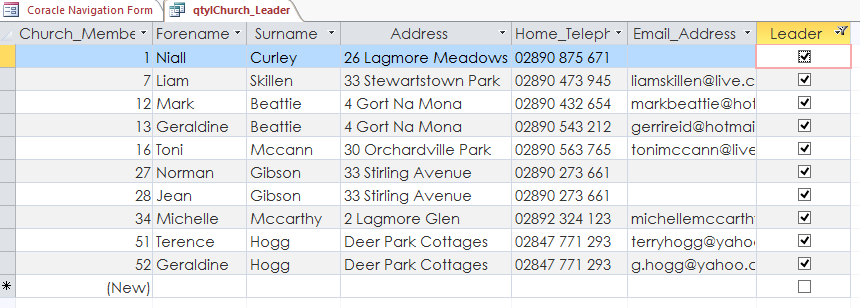 Coracle Navigation Form qtylChurch_Leader
Church_Membe Forename Surname Address Home_Teleph Email_Address Leader
1 Niall Curley 26 Lagmore Meadows 02890 875 671
7 Liam Skillen 33 Stewartstown Park 02890 473 945 liamskillen@live.c
12 Mark Beattie 4 Gort Na Mona 02890 432 654 markbeattie@hot
13 Geraldine Beattie 4 Gort Na Mona 02890 543 212 gerrireid@hotmai
16 Toni Mccann 30 Orchardville Park 02890 563 765 tonimccann@live
27 Norman Gibson 33 Stirling Avenue 02890 273 661
28 Jean Gibson 33 Stirling Avenue 02890 273 661
34 Michelle Mccarthy 2 Lagmore Glen 02892 324 123 michellemccarthy
51 Terence Hogg Deer Park Cottages 02847 771 293 terryhogg@yahoo
52 Geraldine Hogg Deer Park Cottages 02847 771 293 g.hogg@yahoo.c
(New)